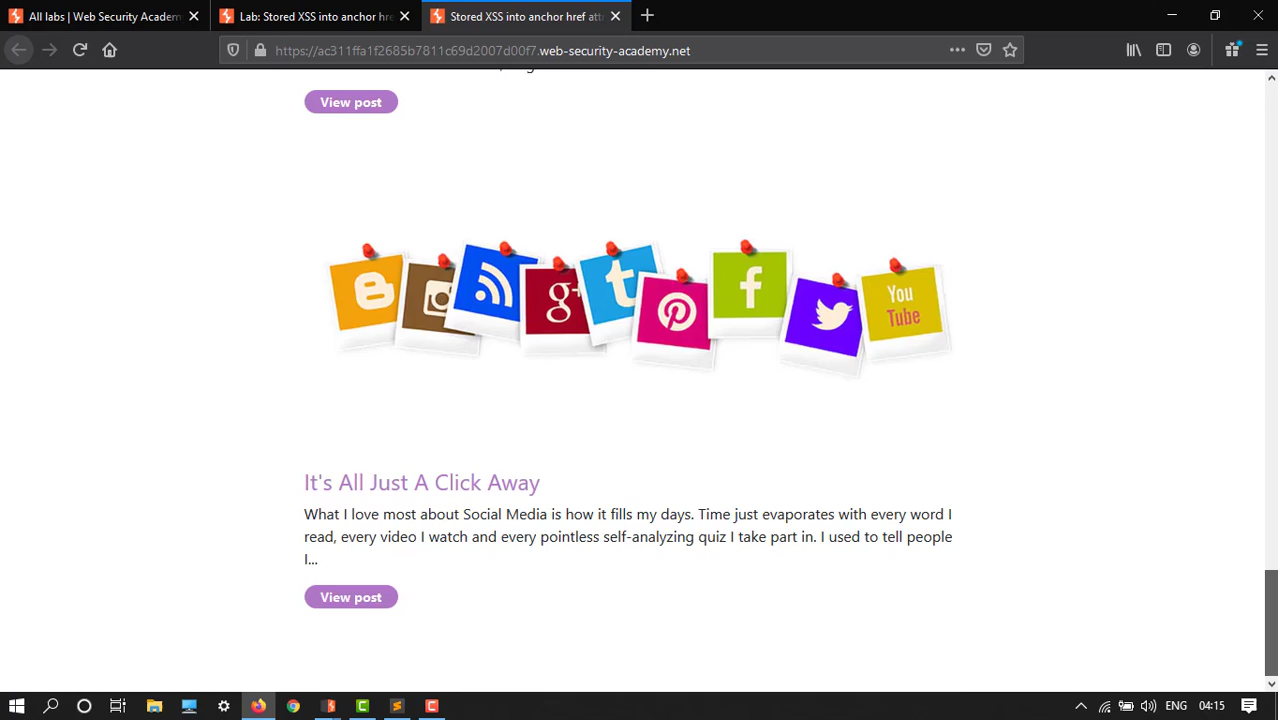 All labs | Web Security Academ
Lab: Stored XSS into anchor hre
Stored XSS into anchor href att
https://ac311ffa1f2685b7811c69d2007d00f7.web-security-academy.net
View post
g+
t
f
You
Tube
It's All Just A Click Away
What I love most about Social Media is how it fills my days. Time just evaporates with every word I
read, every video I watch and every pointless self-analyzing quiz I take part in. I used to tell people
I...
View post
ENG
04:15